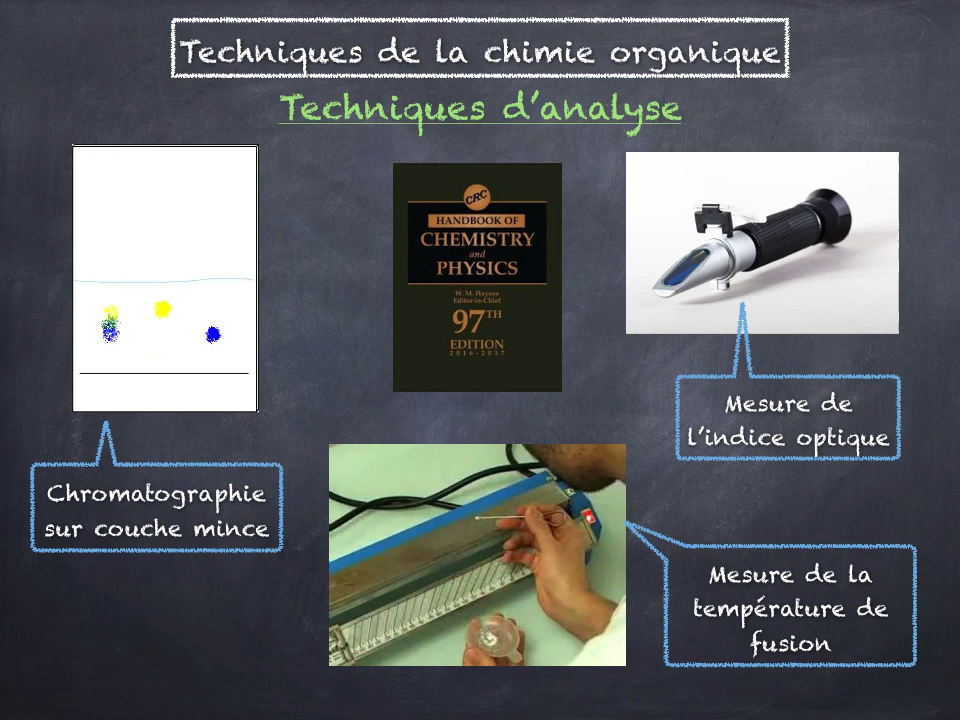 Techniques de la chimie organique
Techniques d'analyse
CRC
HANDBOOK OF
CHEMISTRY
and
PHYSICS
W. M. Haynes
Editor-in-Chief
97TH
EDITION
2016-2017
Mesure de
l'indice optique
Chromatographie
sur couche mince
Mesure de la
température de
fusion